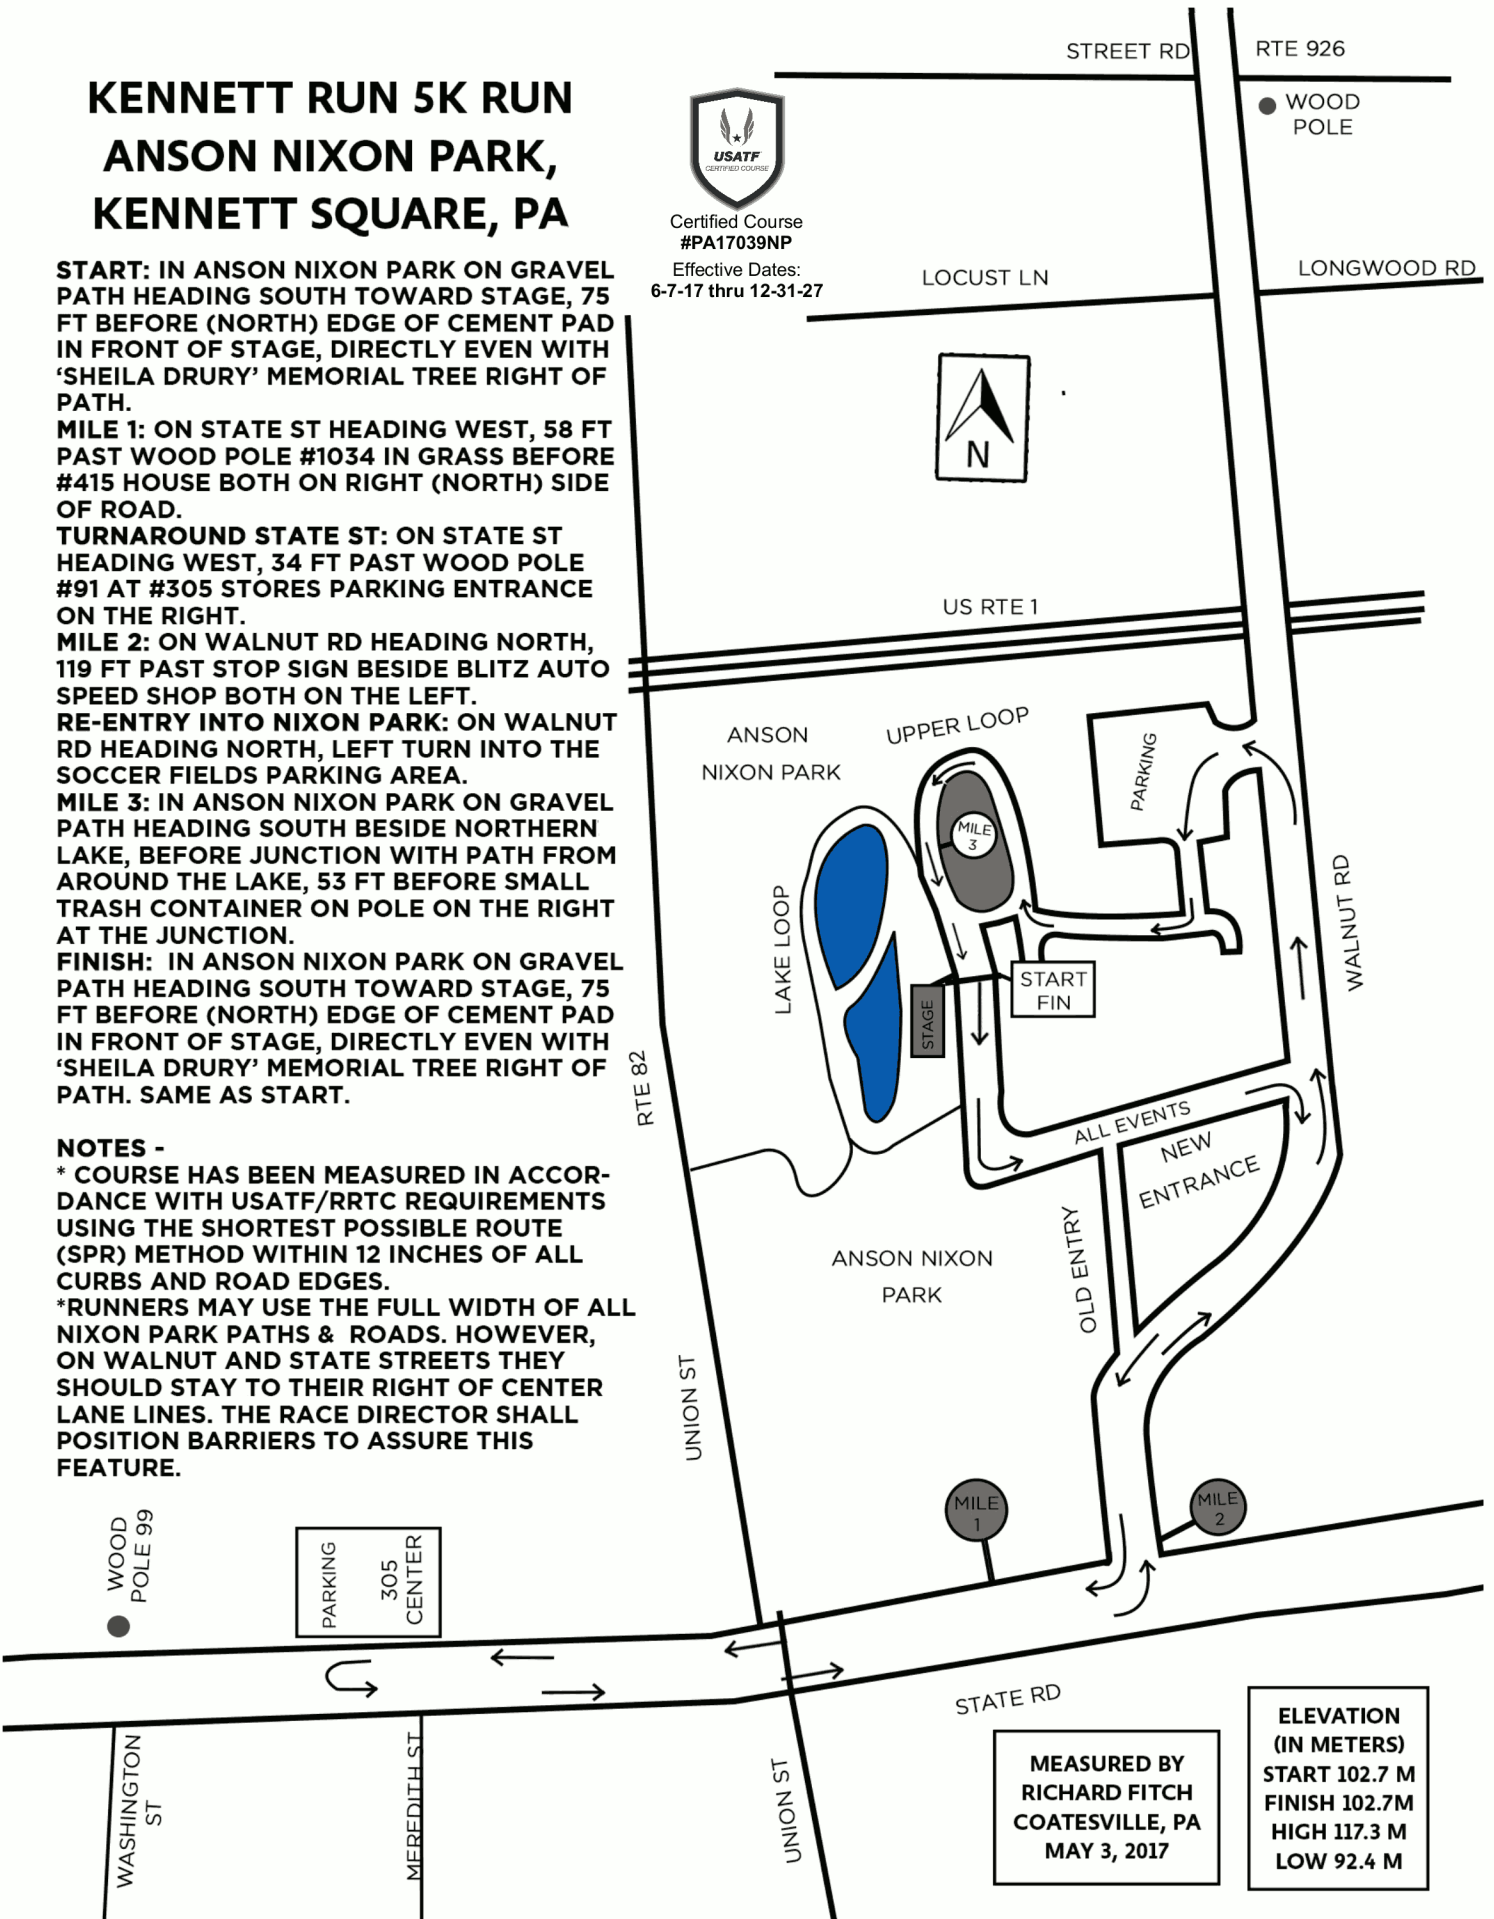 KENNETT RUN 5K RUN
ANSON NIXON PARK,
KENNETT SQUARE, PA
START: IN ANSON NIXON PARK ON GRAVEL
PATH HEADING SOUTH TOWARD STAGE, 75
FT BEFORE (NORTH) EDGE OF CEMENT PAD
IN FRONT OF STAGE, DIRECTLY EVEN WITH
‘SHEILA DRURY’ MEMORIAL TREE RIGHT OF
PATH.
MILE 1: ON STATE ST HEADING WEST, 58 FT
PAST WOOD POLE #1034 IN GRASS BEFORE
#415 HOUSE BOTH ON RIGHT (NORTH) SIDE
OF ROAD.
TURNAROUND STATE ST: ON STATE ST
HEADING WEST, 34 FT PAST WOOD POLE
#91 AT #305 STORES PARKING ENTRANCE
ON THE RIGHT.
MILE 2: ON WALNUT RD HEADING NORTH,
119 FT PAST STOP SIGN BESIDE BLITZ AUTO
SPEED SHOP BOTH ON THE LEFT.
RE-ENTRY INTO NIXON PARK: ON WALNUT
RD HEADING NORTH, LEFT TURN INTO THE
SOCCER FIELDS PARKING AREA.
MILE 3: IN ANSON NIXON PARK ON GRAVEL
PATH HEADING SOUTH BESIDE NORTHERN
LAKE, BEFORE JUNCTION WITH PATH FROM
AROUND THE LAKE, 53 FT BEFORE SMALL
TRASH CONTAINER ON POLE ON THE RIGHT
AT THE JUNCTION.
FINISH: IN ANSON NIXON PARK ON GRAVEL
PATH HEADING SOUTH TOWARD STAGE, 75
FT BEFORE (NORTH) EDGE OF CEMENT PAD
IN FRONT OF STAGE, DIRECTLY EVEN WITH
‘SHEILA DRURY’ MEMORIAL TREE RIGHT OF
PATH. SAME AS START.
NOTES -
* COURSE HAS BEEN MEASURED IN ACCOR-
DANCE WITH USATF/RRTC REQUIREMENTS
USING THE SHORTEST POSSIBLE ROUTE
(SPR) METHOD WITHIN 12 INCHES OF ALL
CURBS AND ROAD EDGES.
*RUNNERS MAY USE THE FULL WIDTH OF ALL
NIXON PARK PATHS & ROADS. HOWEVER,
ON WALNUT AND STATE STREETS THEY
SHOULD STAY TO THEIR RIGHT OF CENTER
LANE LINES. THE RACE DIRECTOR SHALL
POSITION BARRIERS TO ASSURE THIS
FEATURE.
USATF
CERTIFIED COURSE
Certified Course
#PA17039NP
Effective Dates:
6-7-17 thru 12-31-27
STREET RD
RTE 926
WOOD
POLE
LOCUST LN
LONGWOOD RD
N
US RTE 1
ANSON
NIXON PARK
UPPER LOOP
PARKING
MILE
3
LAKE LOOP
WALNUT RD
START
FIN
STAGE
RTE 82
ALL EVENTS
NEW
ENTRANCE
OLD ENTRY
ANSON NIXON
PARK
UNION ST
MILE
1
MILE
2
WOOD
POLE 99
PARKING
305
CENTER
STATE RD
WASHINGTON
ST
MEREDITH ST
UNION ST
MEASURED BY
RICHARD FITCH
COATESVILLE, PA
MAY 3, 2017
ELEVATION
(IN METERS)
START 102.7 M
FINISH 102.7M
HIGH 117.3 M
LOW 92.4 M